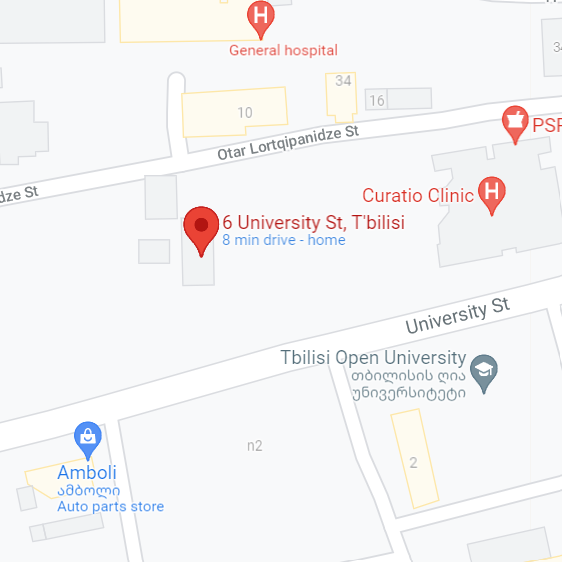 General hospital
34
34
10
16
Otar Lortqipanidze St
PSP
dze St
Curatio Clinic
6 University St, T'bilisi
8 min drive - home
University St
Tbilisi Open University
თბილისის ღია
უნივერსიტეტი
n2
2
Amboli
ამბოლი
Auto parts store